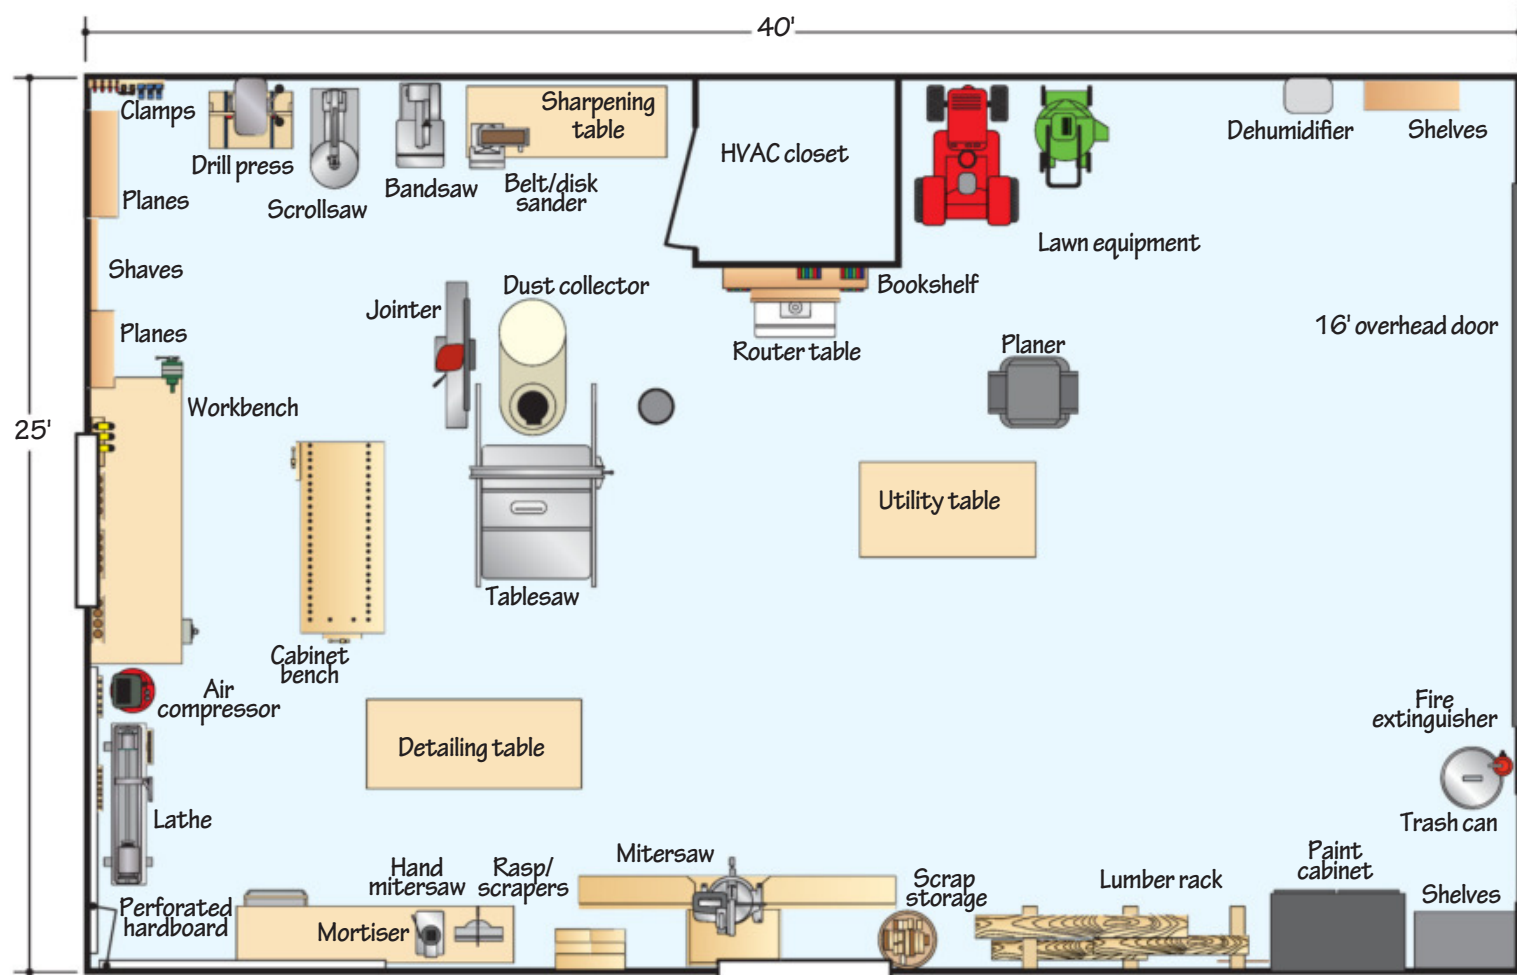 40'
Clamps
Sharpening
table
Drill press
HVAC closet
Dehumidifier
Shelves
Bandsaw
Belt/disk
sander
Planes
Scrollsaw
Lawn equipment
Shaves
Dust collector
Bookshelf
Jointer
Planes
Router table
Planer
16' overhead door
Workbench
25'
Utility table
Tablesaw
Cabinet
bench
Air
compressor
Fire
extinguisher
Detailing table
Lathe
Trash can
Hand
mitersaw
Rasp/
scrapers
Mitersaw
Scrap
storage
Lumber rack
Paint
cabinet
Shelves
Perforated
hardboard
Mortiser